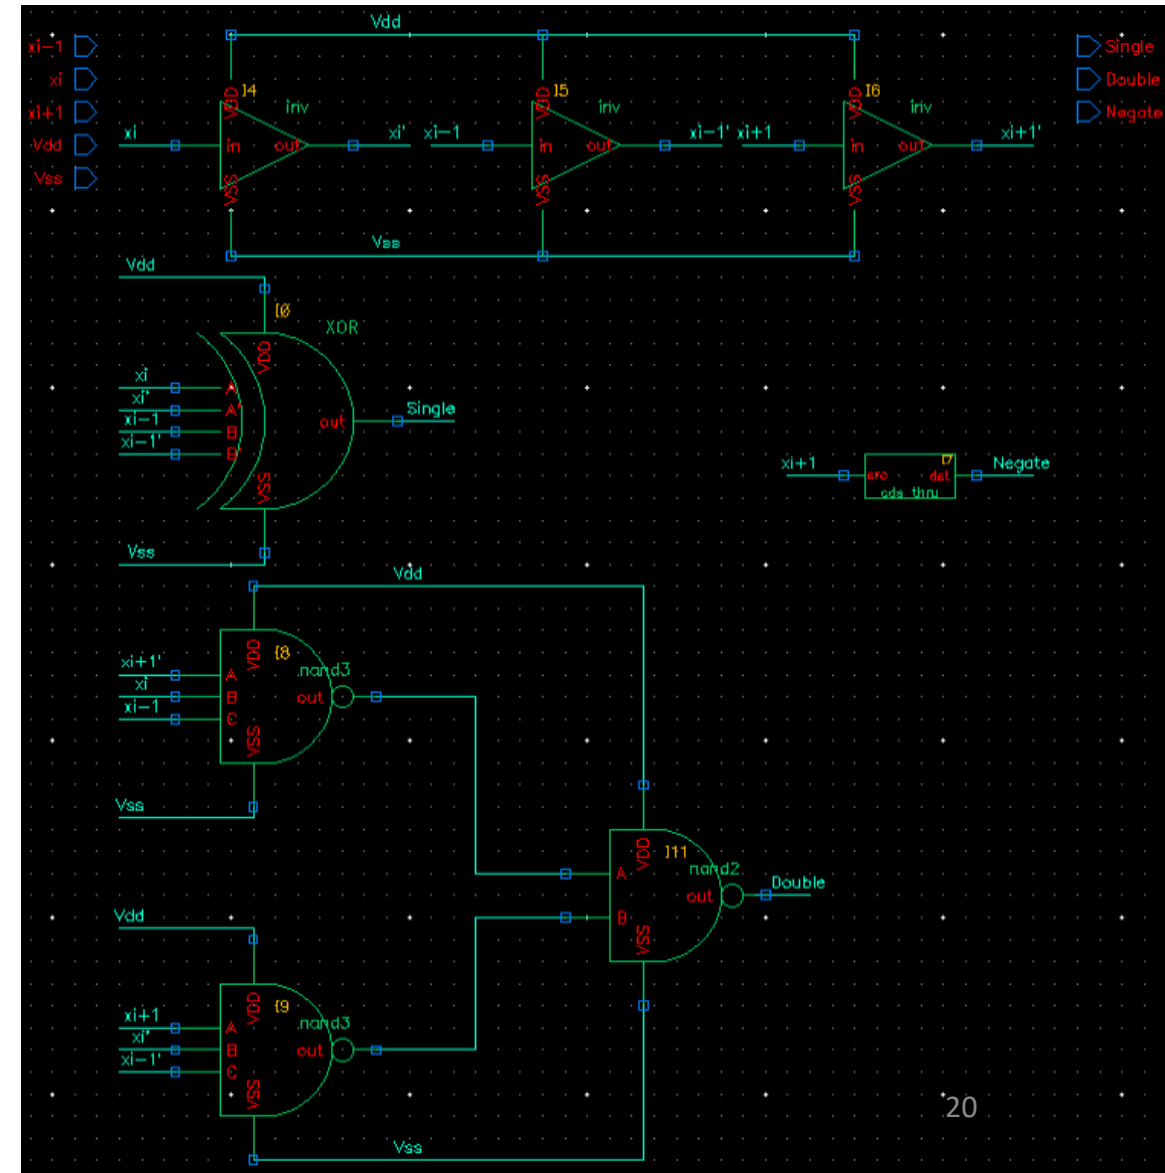 Vdd
xi-1
xi
xi+1
Vdd
Vss
Single
Double
Negate
I4
inv
VDD
in
out
VSS
xi
xi'
I5
inv
VDD
in
out
VSS
xi-1
xi-1'
I6
inv
VDD
in
out
VSS
xi+1
xi+1'
Vss
Vdd
I0
XOR
VDD
xi
A
xi'
A'
xi-1
B
xi-1'
B'
out
Single
VSS
Vss
xi+1
I7
src
dst
cds_thru
Negate
Vdd
I8
nand3
VDD
xi+1'
A
xi
B
xi-1
C
out
VSS
Vss
I11
nand2
VDD
A
B
out
VSS
Double
Vdd
I9
nand3
VDD
xi+1
A
xi'
B
xi-1'
C
out
VSS
Vss
20